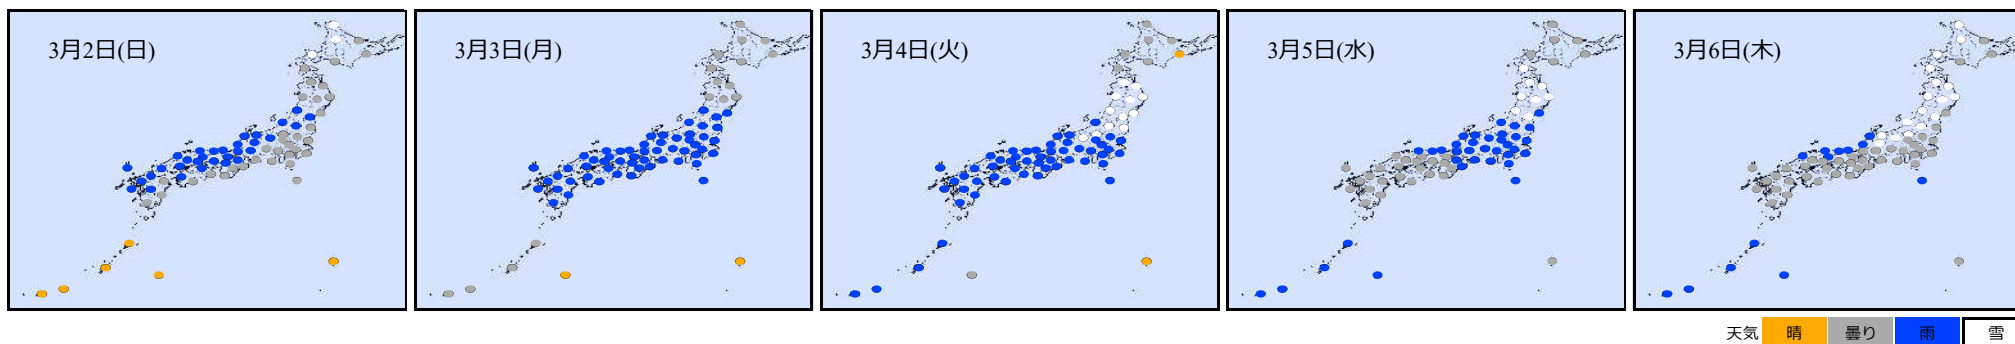 3月2日(日)
3月3日(月)
3月4日(火)
3月5日(水)
3月6日(木)
天気 晴 曇り 雨 雪